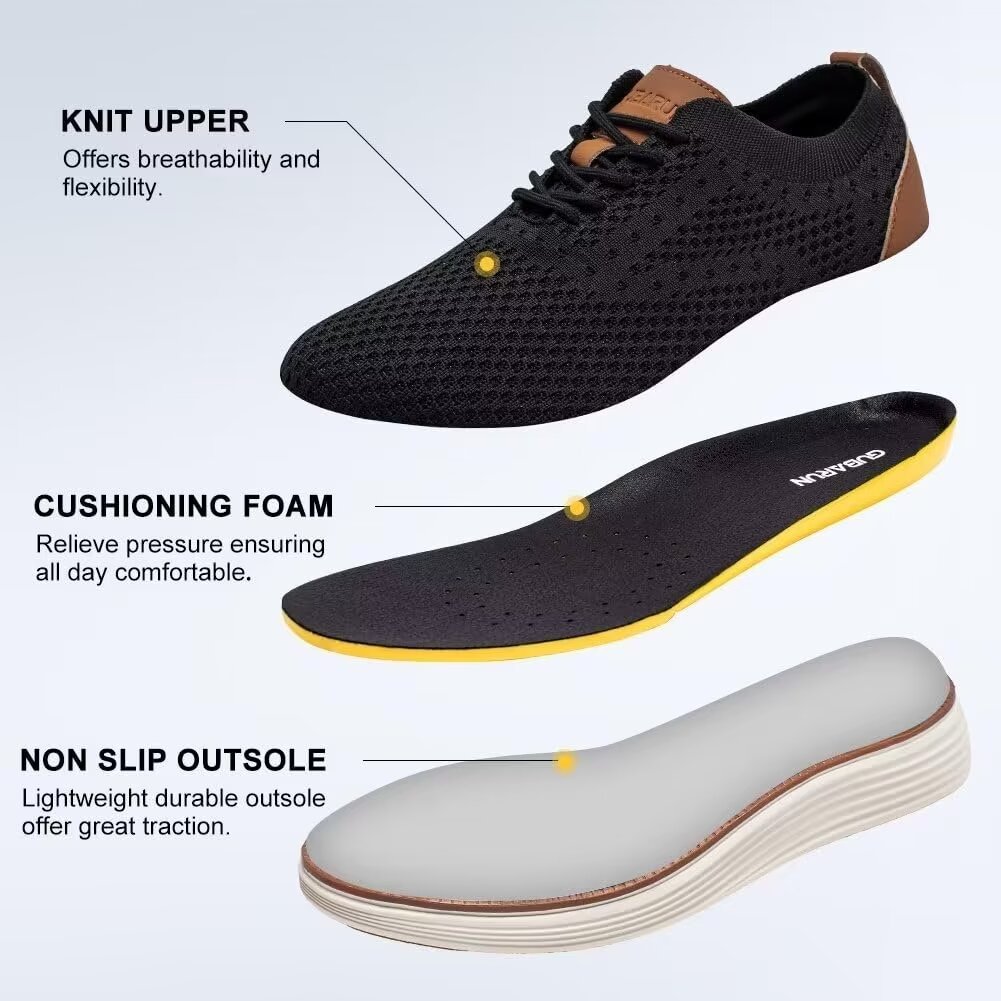 KNIT UPPER
Offers breathability and
flexibility.
CUSHIONING FOAM
Relieve pressure ensuring
all day comfortable.
GUBARUN
NON SLIP OUTSOLE
Lightweight durable outsole
offer great traction.